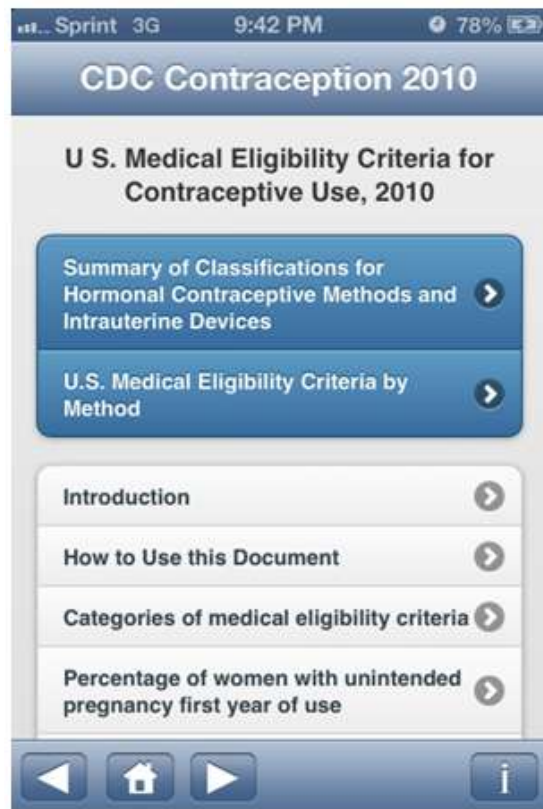 Sprint 3G 9:42 PM 78%
CDC Contraception 2010
U S. Medical Eligibility Criteria for
Contraceptive Use, 2010
Summary of Classifications for
Hormonal Contraceptive Methods and
Intrauterine Devices
U.S. Medical Eligibility Criteria by
Method
Introduction
How to Use this Document
Categories of medical eligibility criteria
Percentage of women with unintended
pregnancy first year of use
i